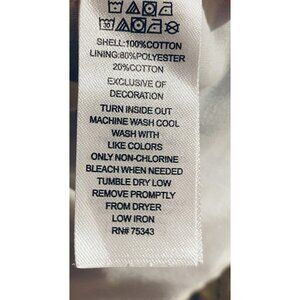 SHELL:100%COTTON
LINING:80%POLYESTER
20%COTTON
EXCLUSIVE OF
DECORATION
TURN INSIDE OUT
MACHINE WASH COOL
WASH WITH
LIKE COLORS
ONLY NON-CHLORINE
BLEACH WHEN NEEDED
TUMBLE DRY LOW
REMOVE PROMPTLY
FROM DRYER
LOW IRON
RN# 75343